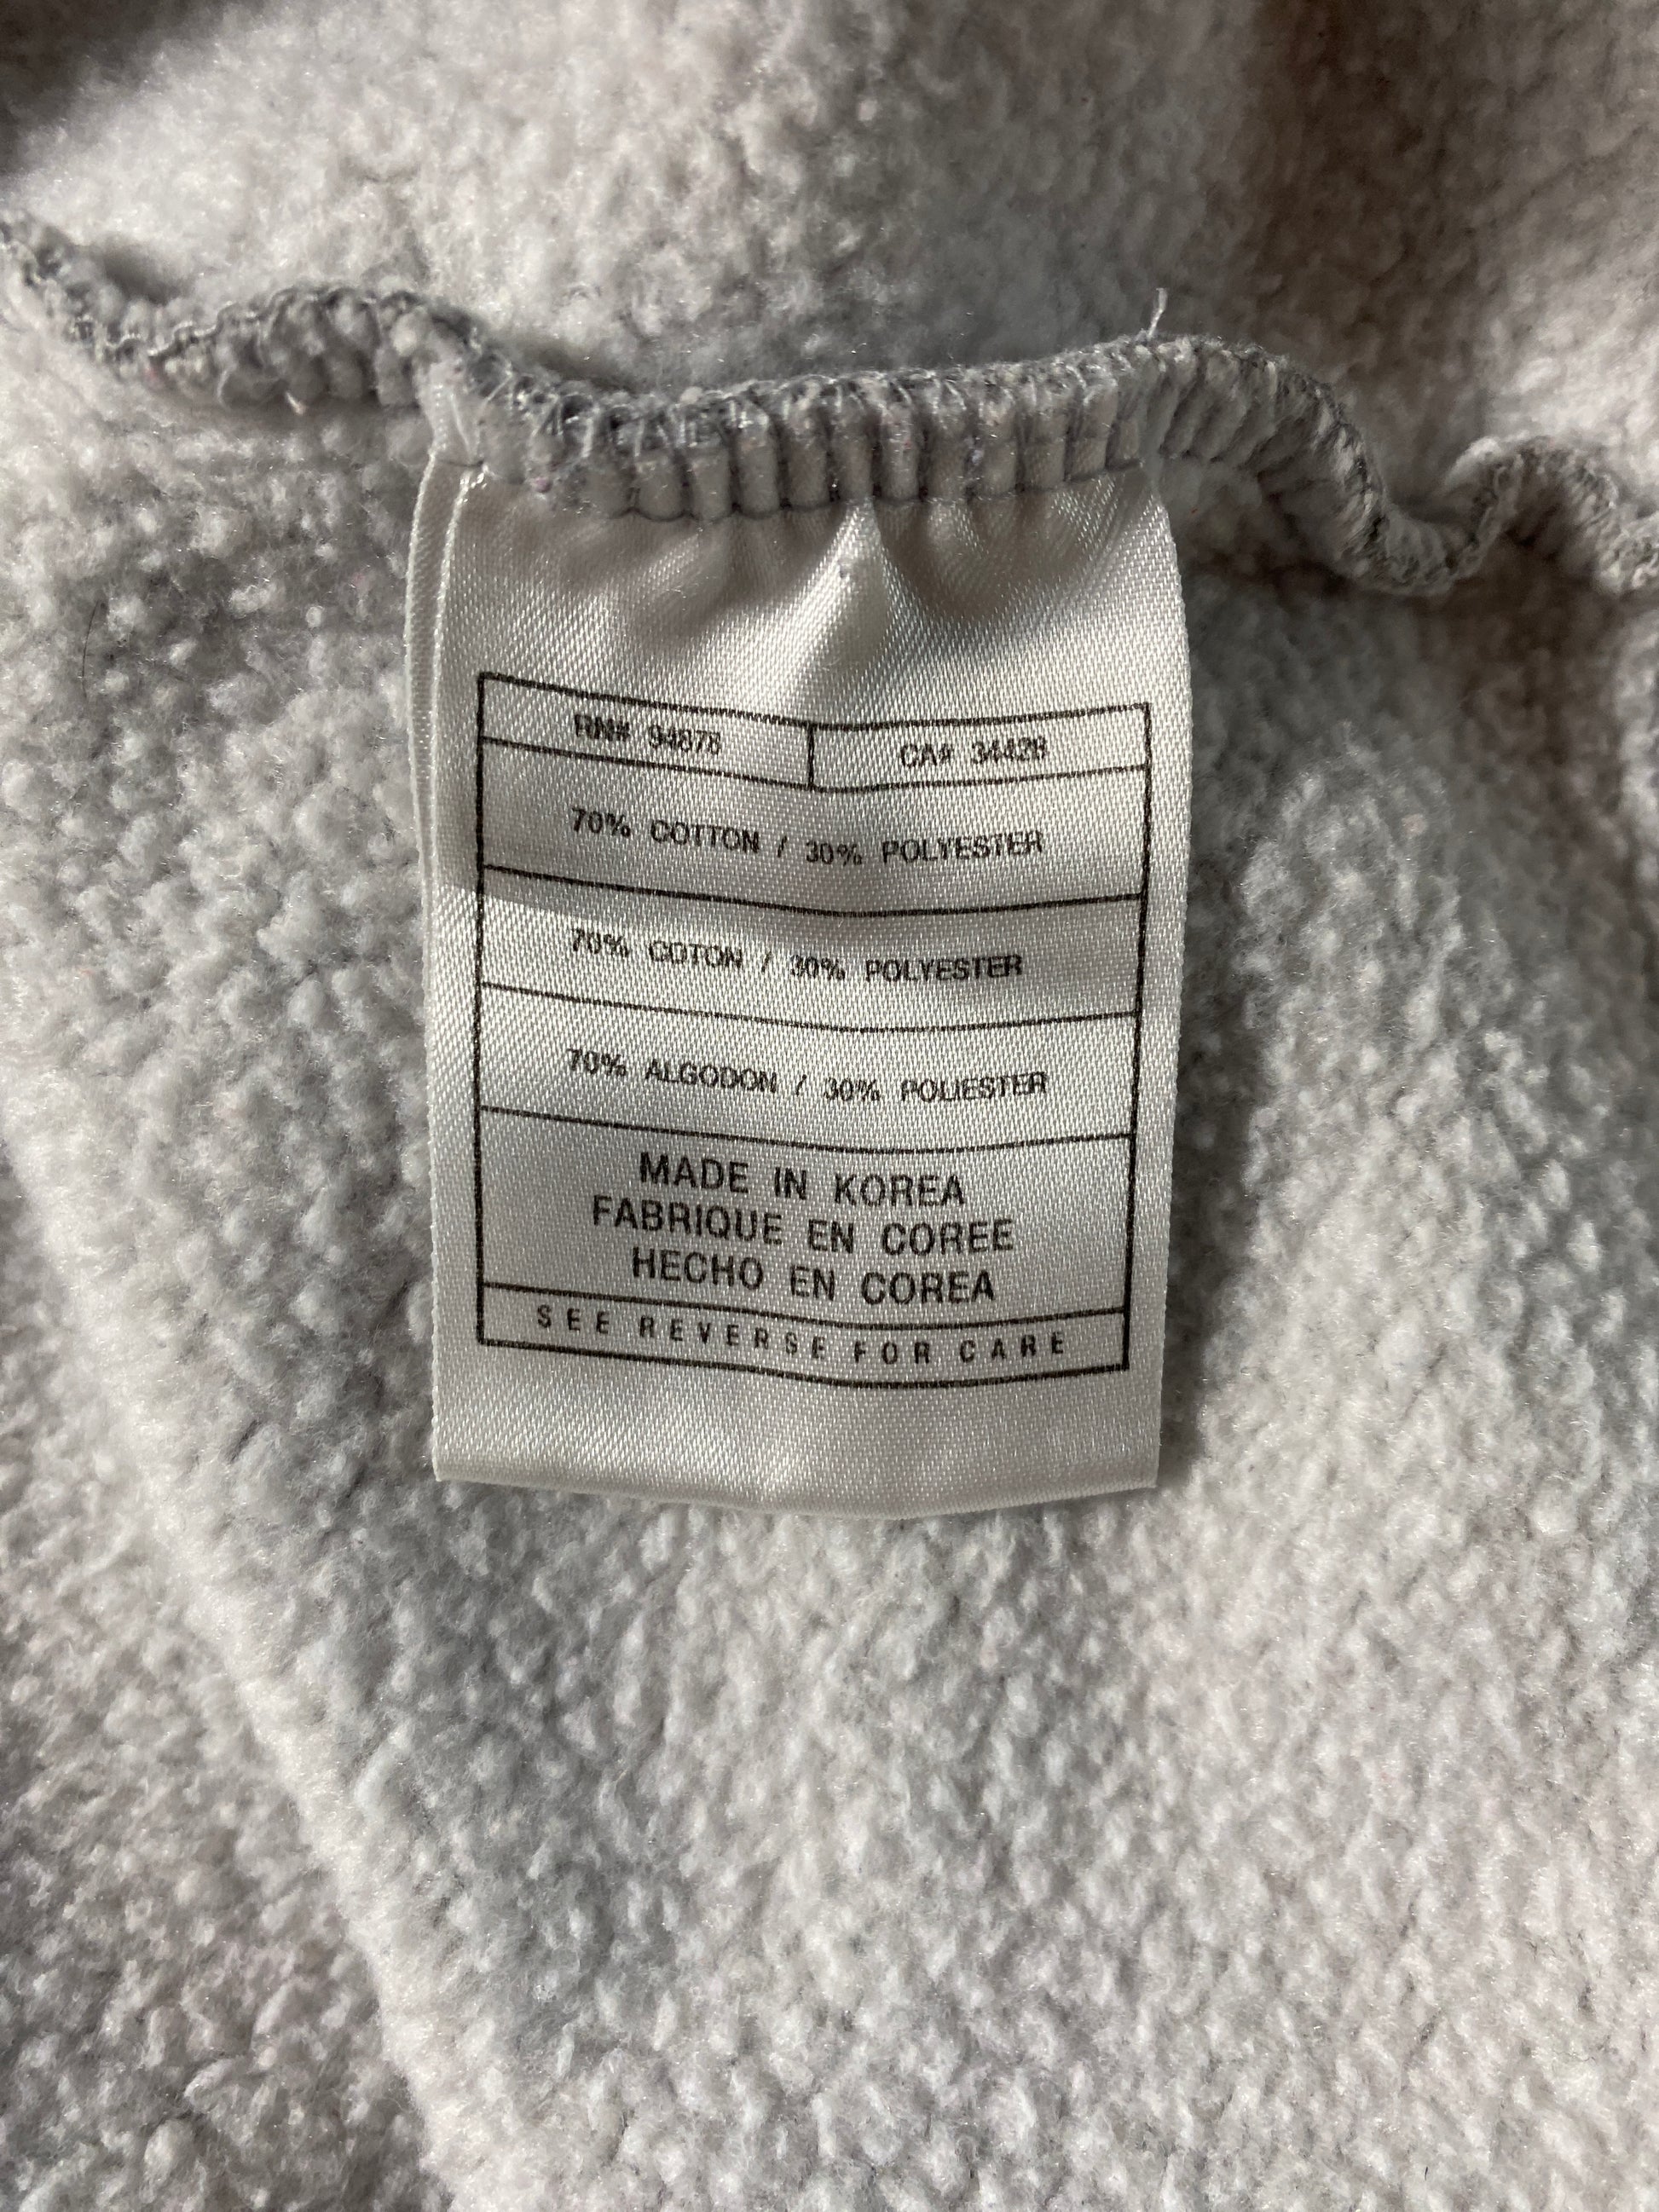 RN# 94878
CA# 34428
70% COTTON / 30% POLYESTER
70% COTON / 30% POLYESTER
70% ALGODON / 30% POLIESTER
MADE IN KOREA
FABRIQUE EN COREE
HECHO EN COREA
SEE REVERSE FOR CARE